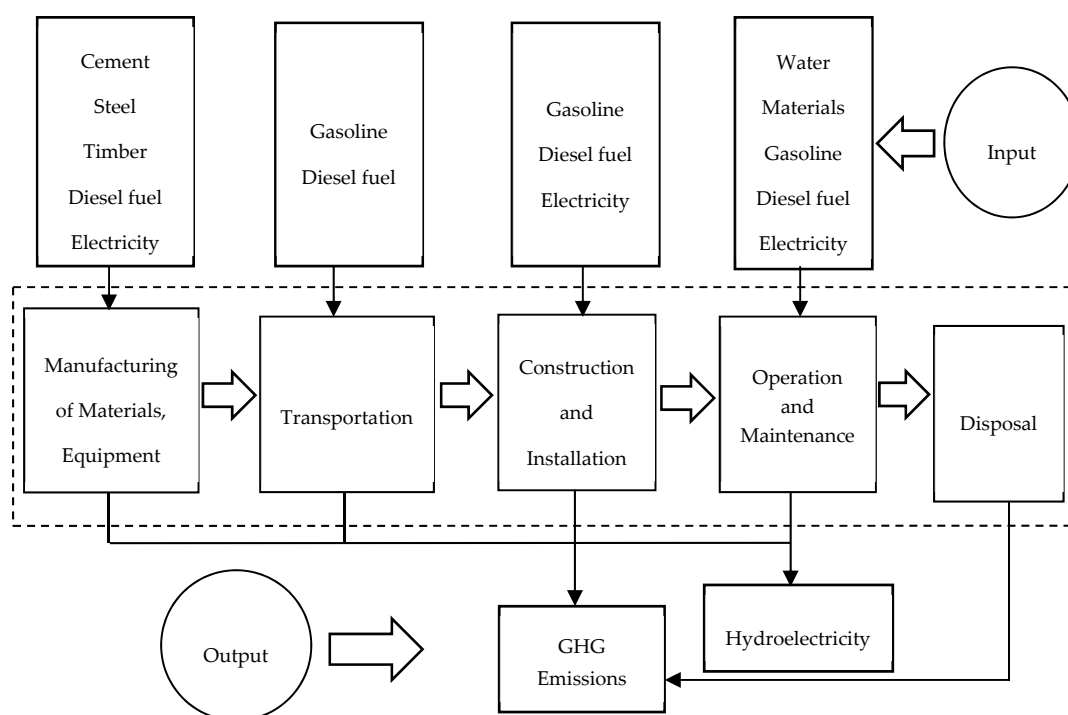 Cement
Steel
Timber
Diesel fuel
Electricity
Gasoline
Diesel fuel
Gasoline
Diesel fuel
Electricity
Water
Materials
Gasoline
Diesel fuel
Electricity
Input
Manufacturing
of Materials,
Equipment
Transportation
Construction
and
Installation
Operation
and
Maintenance
Disposal
Output
GHG
Emissions
Hydroelectricity